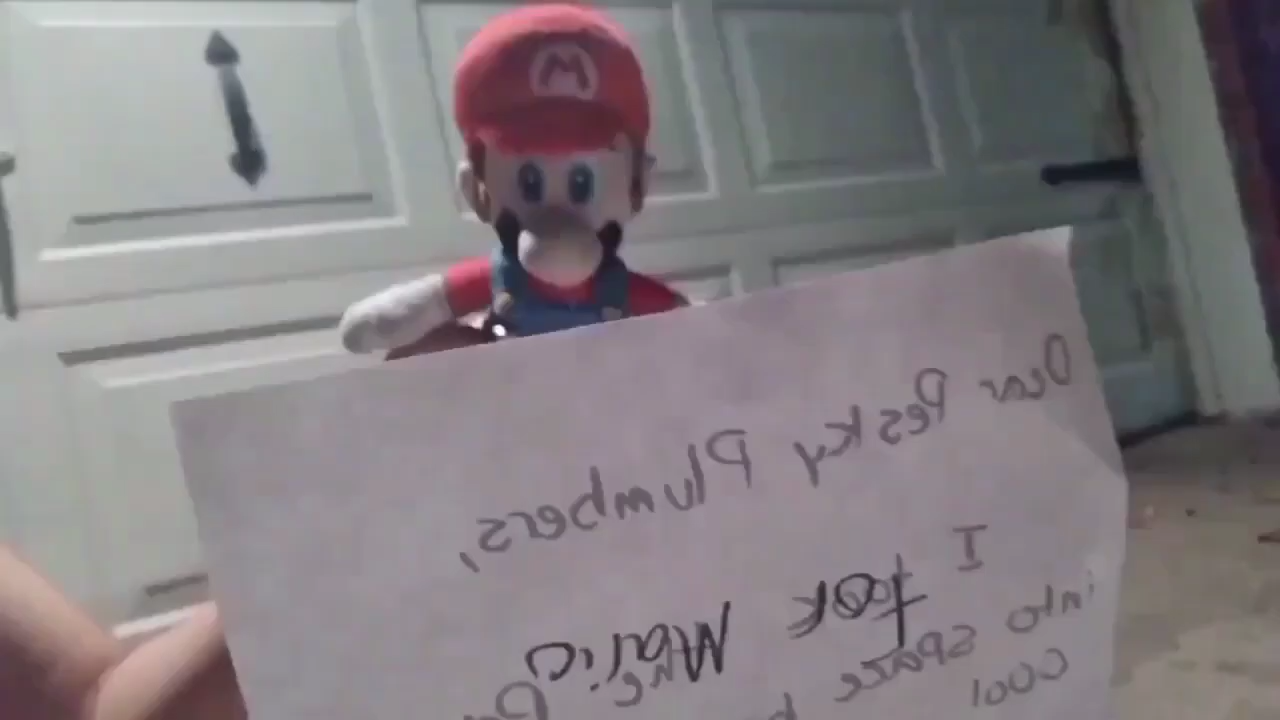 M
Dear Pesky Plumbers,
I took Mario
into space
cool